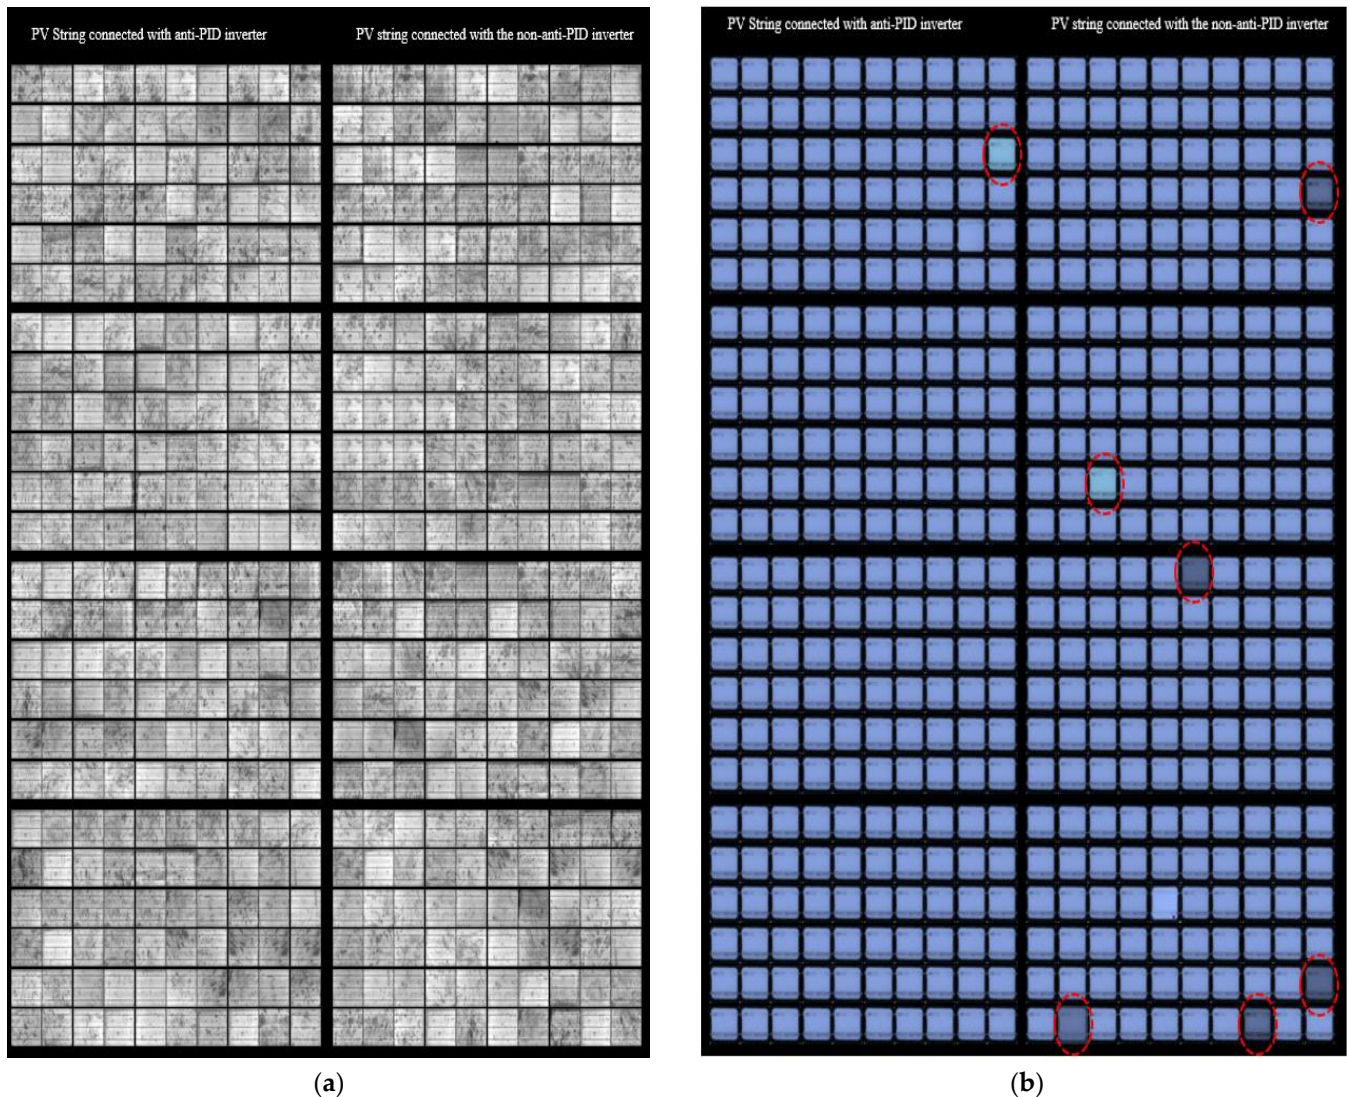 PV String connected with anti-PID inverter
PV string connected with the non-anti-PID inverter
PV String connected with anti-PID inverter
PV string connected with the non-anti-PID inverter
(a)
(b)